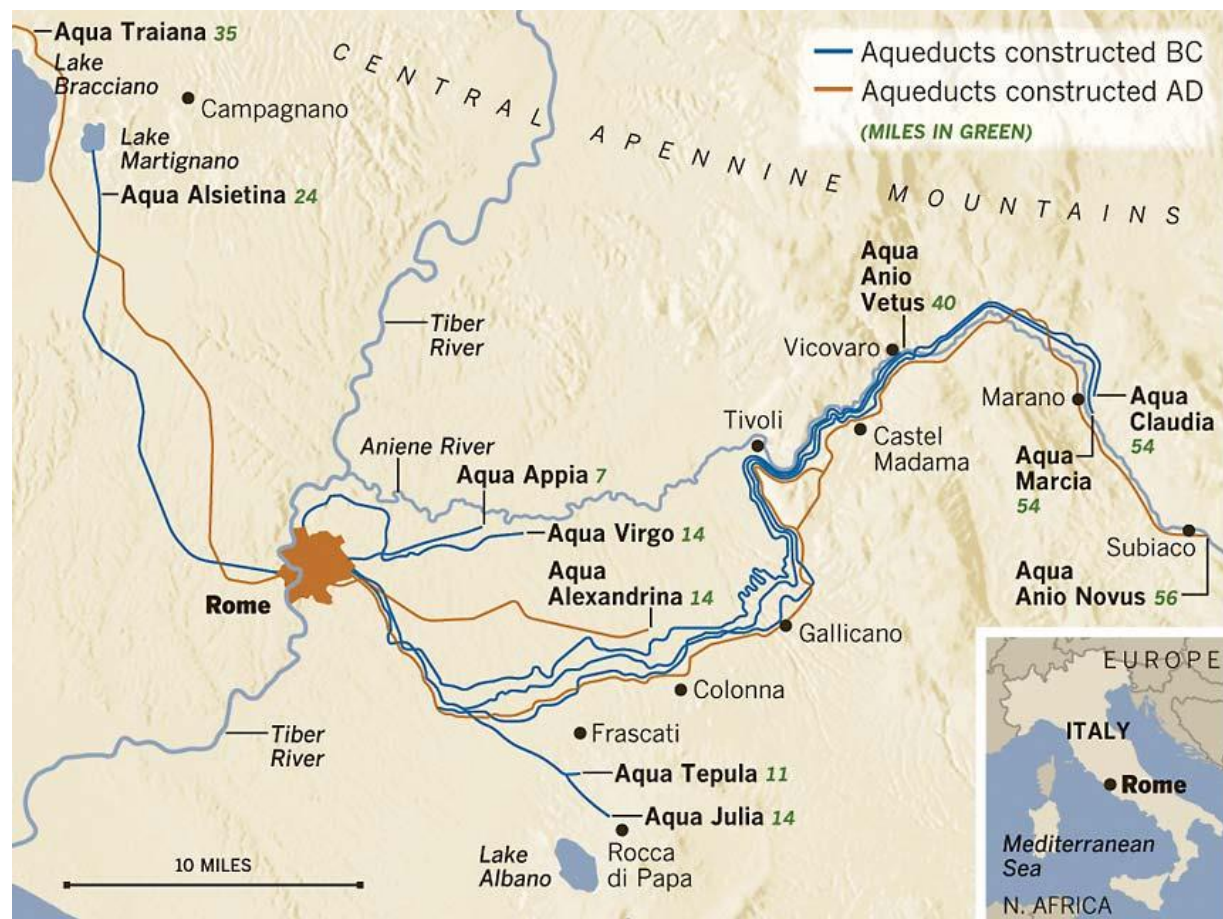 Aqua Traiana 35
Lake
Bracciano
Campagnano
Lake
Martignano
Aqua Alsietina 24
CENTRAL APENNINE MOUNTAINS
Aqueducts constructed BC
Aqueducts constructed AD
(MILES IN GREEN)
Tiber
River
Aqua
Anio
Vetus 40
Vicovaro
Marano
Aqua
Claudia
54
Aqua
Marcia
54
Tivoli
Castel
Madama
Aniene River
Aqua Appia 7
Aqua Virgo 14
Aqua
Alexandrina 14
Subiaco
Aqua
Anio Novus 56
Rome
Gallicano
Colonna
Frascati
Tiber
River
Aqua Tepula 11
Aqua Julia 14
Rocca
di Papa
Lake
Albano
10 MILES
EUROPE
ITALY
Rome
Mediterranean
Sea
N. AFRICA